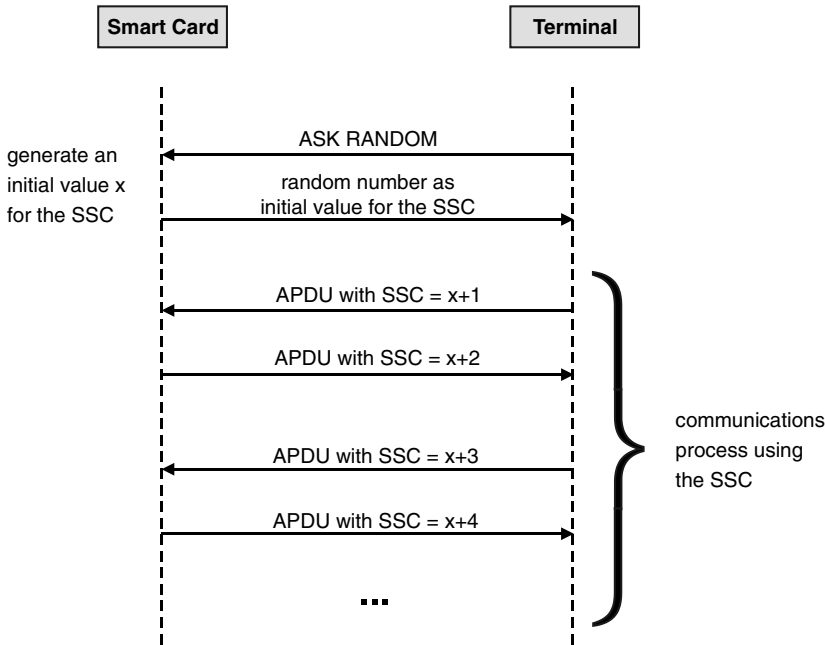 Smart Card
Terminal
ASK RANDOM
generate an
initial value x
for the SSC
random number as
initial value for the SSC
APDU with SSC = x+1
APDU with SSC = x+2
communications
process using
the SSC
APDU with SSC = x+3
APDU with SSC = x+4
...